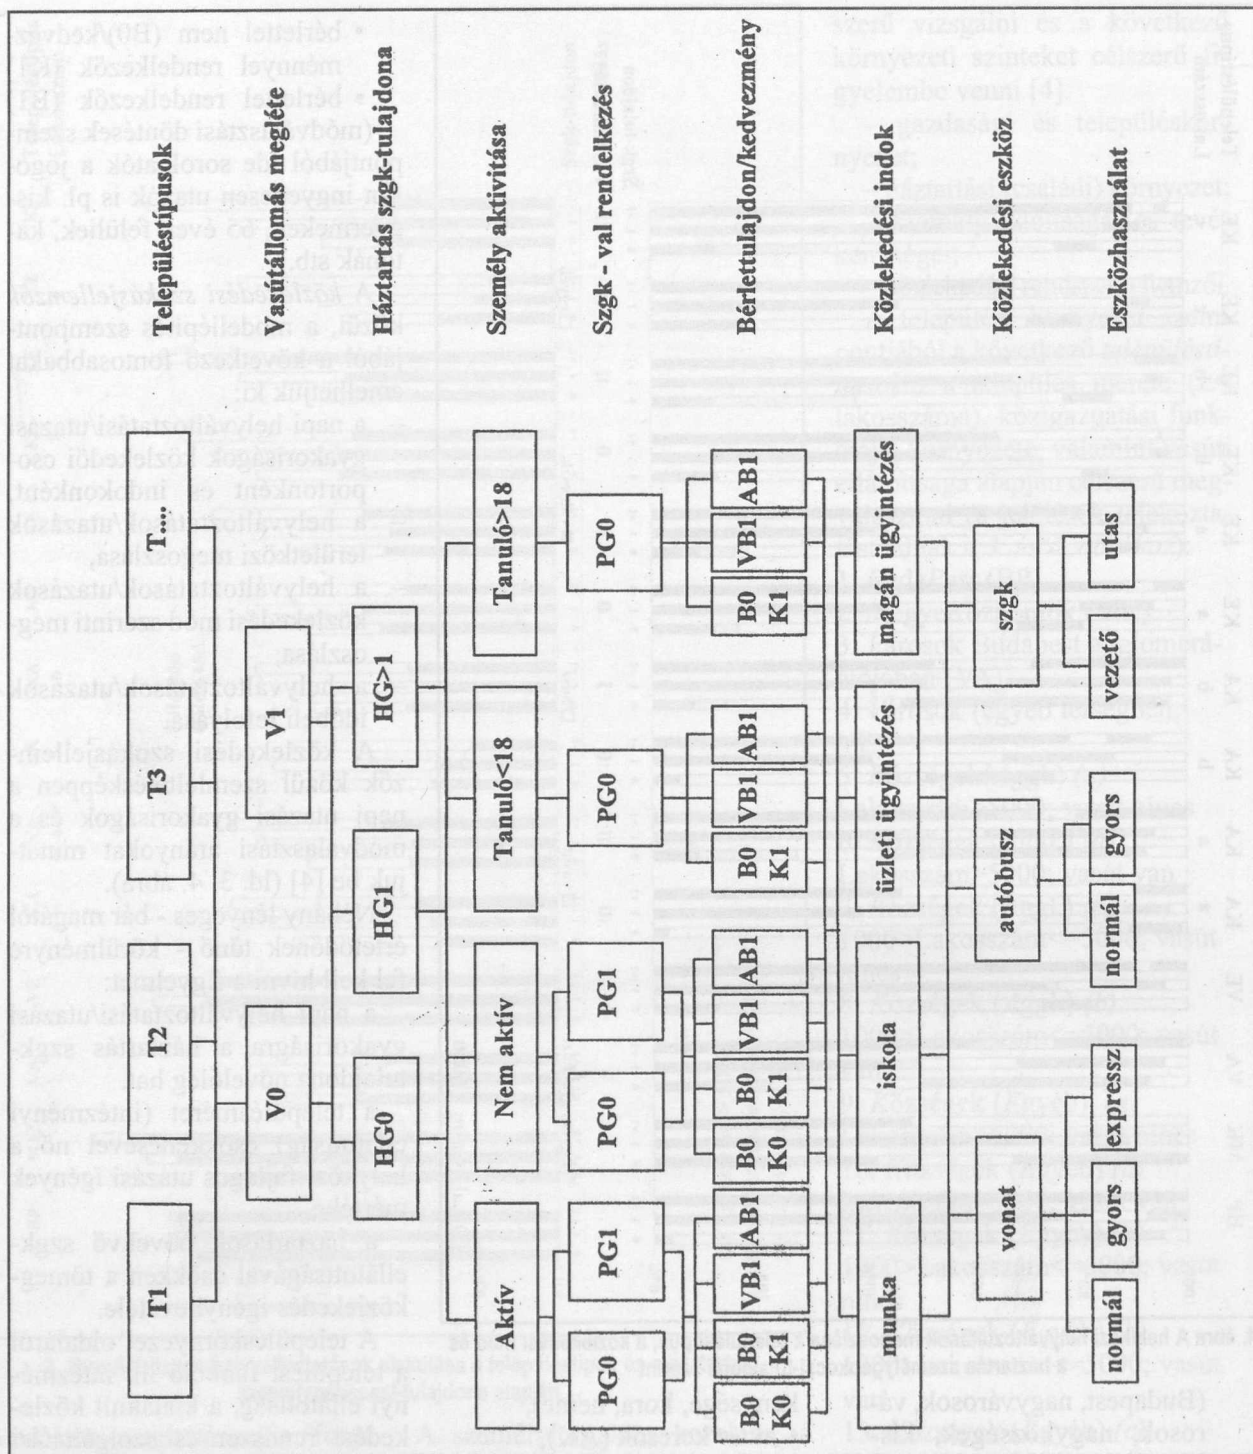 T1 T2 T3 T... Településtípusok
V0 V1 Vasútállomás megléte
HG0 HG1 HG>1 Háztartás szgk.-tulajdona
Aktív Nem aktív Tanuló<18 Tanuló>18 Személy aktivitása
PG0 PG1 PG0 PG1 PG0 PG0 Szgk - val rendelkezés
B0 B0 VB1 AB1 B0 B0 VB1 AB1 B0 VB1 AB1 B0 VB1 AB1 Bérlettulajdon/kedvezmény
K0 K1 K0 K1 K1 K1
munka iskola üzleti ügyintézés magán ügyintézés Közlekedési indok
vonat autóbusz szgk Közlekedési eszköz
normál gyors expressz normál gyors vezető utas Eszközhasználat